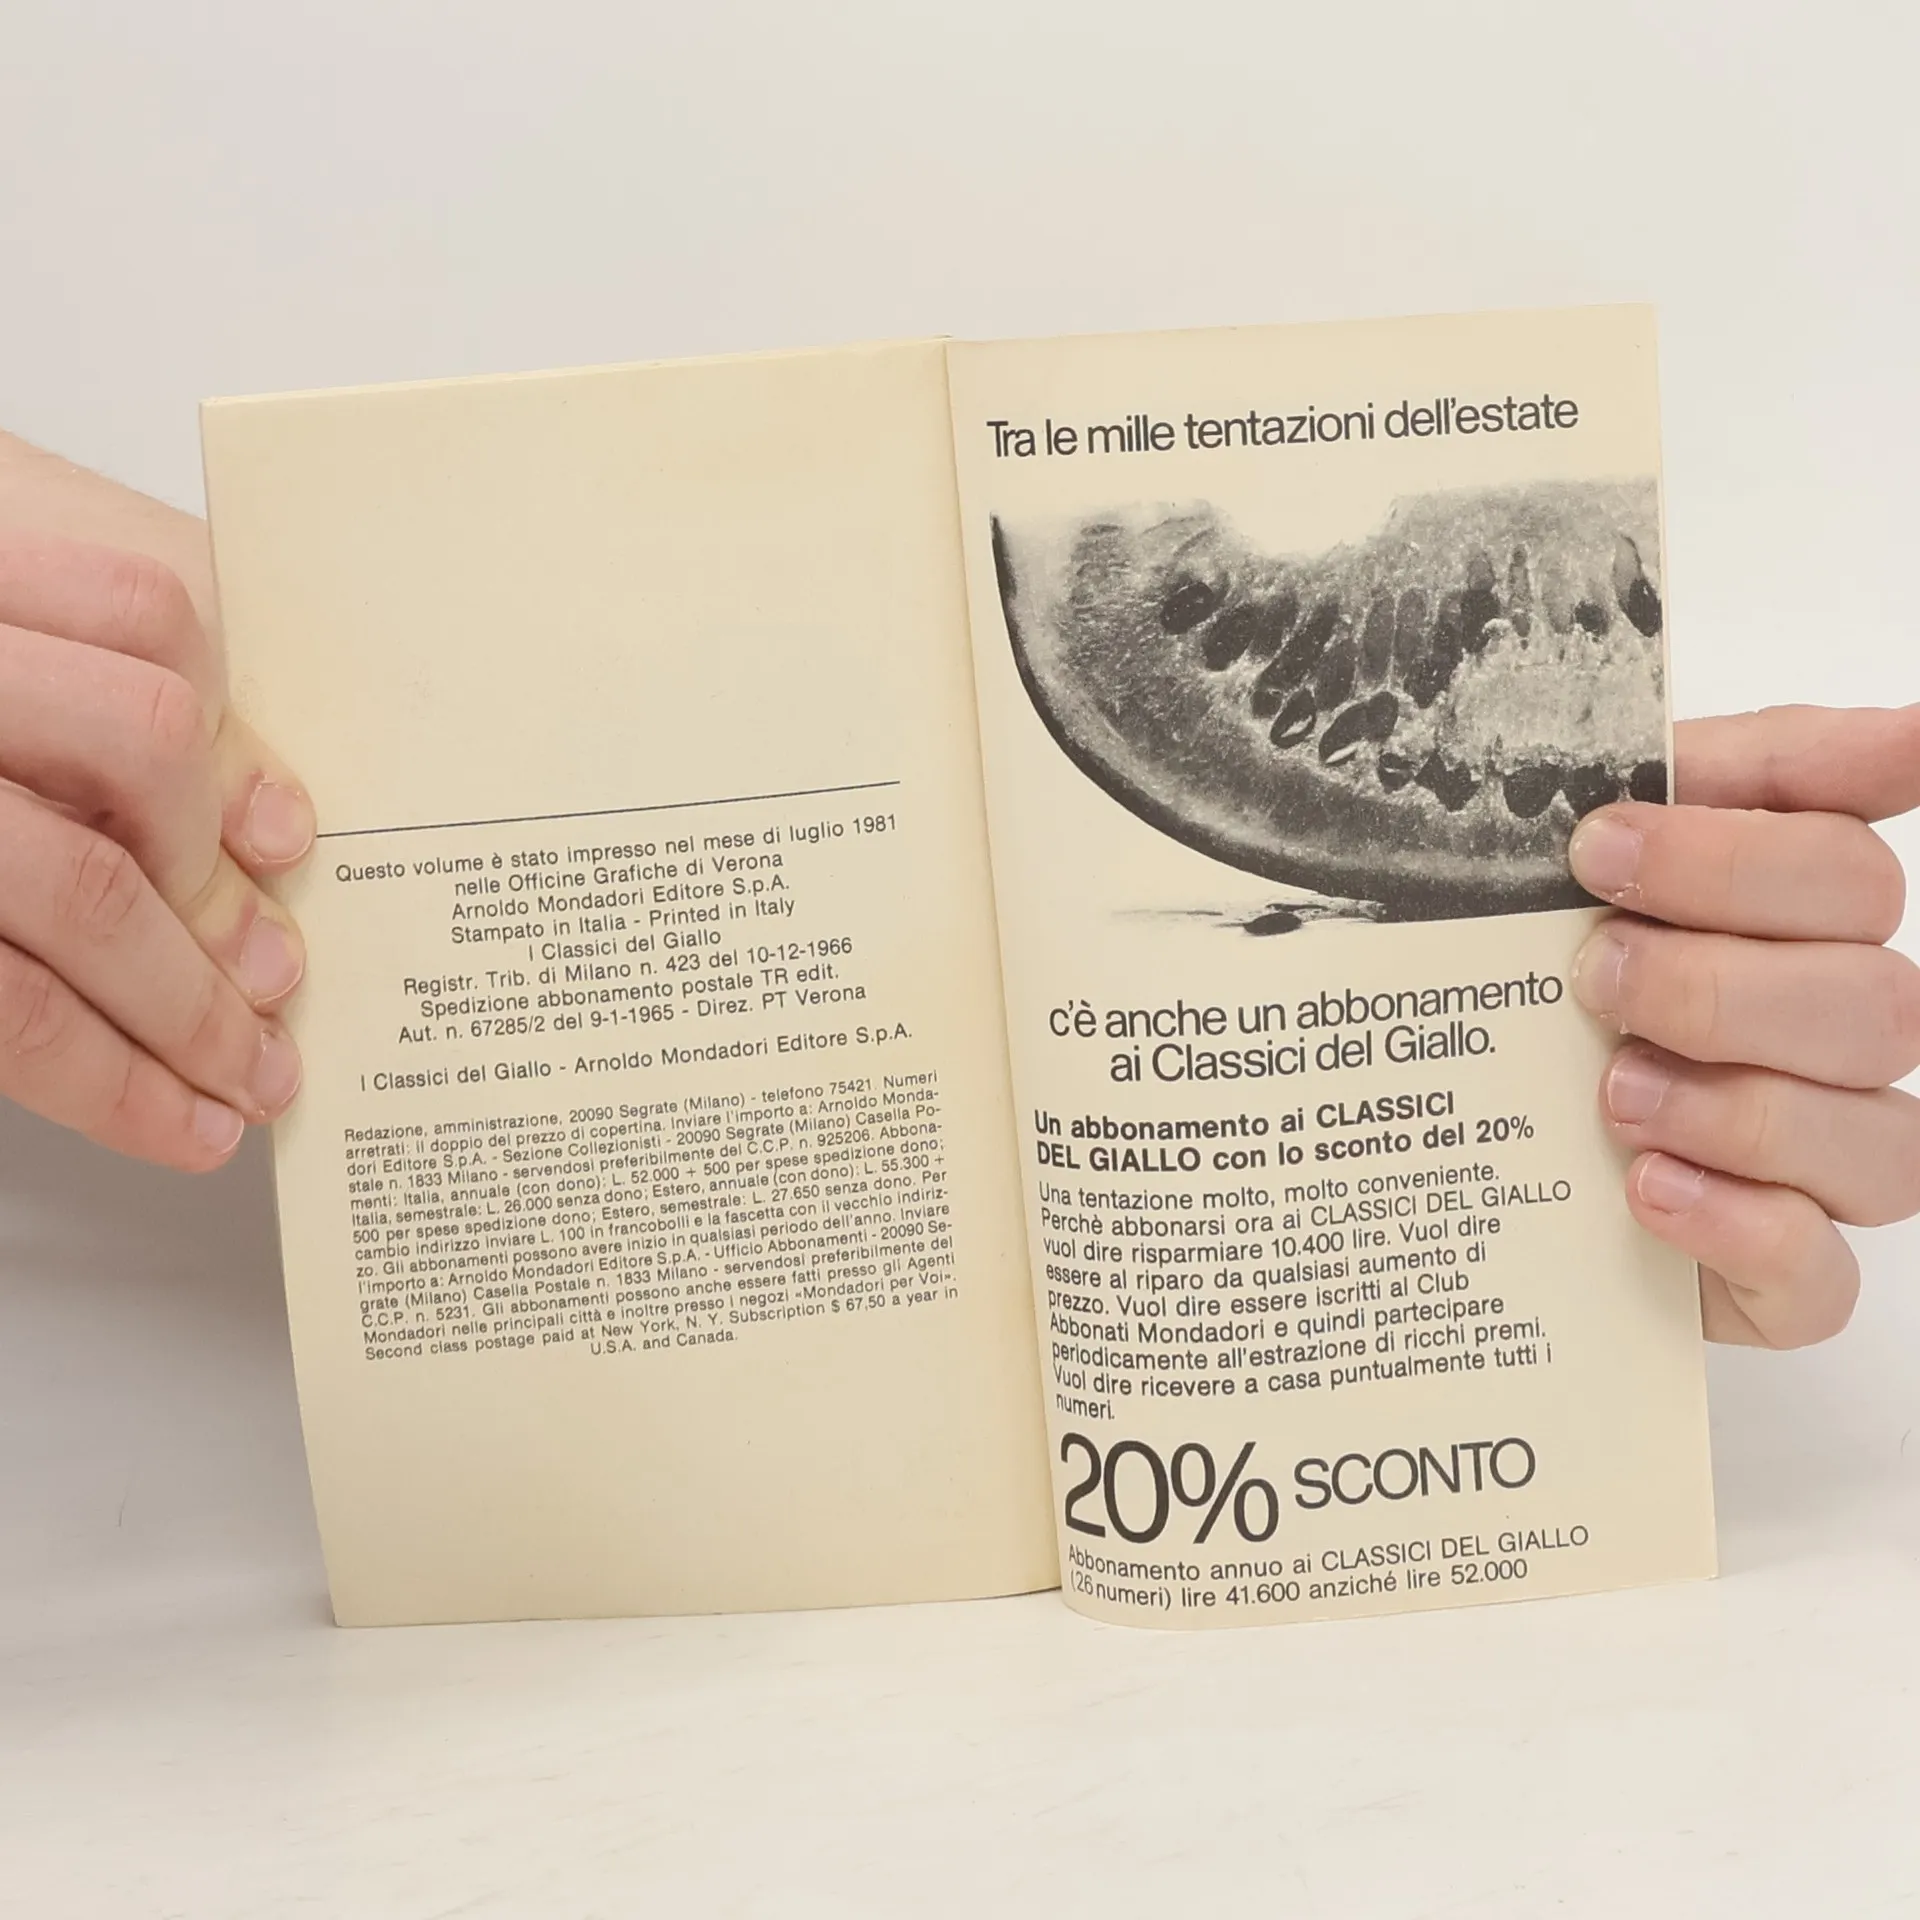 Questo volume è stato impresso nel mese di luglio 1981
nelle Officine Grafiche di Verona
Arnoldo Mondadori Editore S.p.A.
Stampato in Italia - Printed in Italy
I Classici del Giallo
Registr. Trib. di Milano n. 423 del 10-12-1966
Spedizione abbonamento postale TR edit.
Aut. n. 67285/2 del 9-1-1965 - Direz. PT Verona
I Classici del Giallo - Arnoldo Mondadori Editore S.p.A.
Redazione, amministrazione, 20090 Segrate (Milano) - telefono 75421. Numeri
arretrati: il doppio del prezzo di copertina. Inviare l'importo a: Arnoldo Monda-
dori Editore S.p.A. - Sezione Collezionisti - 20090 Segrate (Milano) Casella Po-
stale n. 1833 Milano - servendosi preferibilmente del C.C.P. n. 925206. Abbona-
menti: Italia, annuale (con dono): L. 52.000 + 500 per spese spedizione dono;
Italia, semestrale: L. 26.000 senza dono; Estero, annuale (con dono): L. 55.300 +
500 per spese spedizione dono; Estero, semestrale: L. 27.650 senza dono. Per
cambio indirizzo inviare L. 100 in francobolli e la fascetta con il vecchio indiriz-
zo. Gli abbonamenti possono avere inizio in qualsiasi periodo dell'anno. Inviare
l'importo a: Arnoldo Mondadori Editore S.p.A. - Ufficio Abbonamenti - 20090 Se-
grate (Milano) Casella Postale n. 1833 Milano - servendosi preferibilmente del
C.C.P. n. 5231. Gli abbonamenti possono anche essere fatti presso gli Agenti
Mondadori nelle principali città e inoltre presso i negozi «Mondadori per Voi».
Second class postage paid at New York, N. Y. Subscription $ 67,50 a year in
U.S.A. and Canada.
Tra le mille tentazioni dell'estate
c'è anche un abbonamento
ai Classici del Giallo.
Un abbonamento ai CLASSICI
DEL GIALLO con lo sconto del 20%
Una tentazione molto, molto conveniente.
Perchè abbonarsi ora ai CLASSICI DEL GIALLO
vuol dire risparmiare 10.400 lire. Vuol dire
essere al riparo da qualsiasi aumento di
prezzo. Vuol dire essere iscritti al Club
Abbonati Mondadori e quindi partecipare
periodicamente all'estrazione di ricchi premi.
Vuol dire ricevere a casa puntualmente tutti i
numeri.
20% SCONTO
Abbonamento annuo ai CLASSICI DEL GIALLO
(26 numeri) lire 41.600 anziché lire 52.000